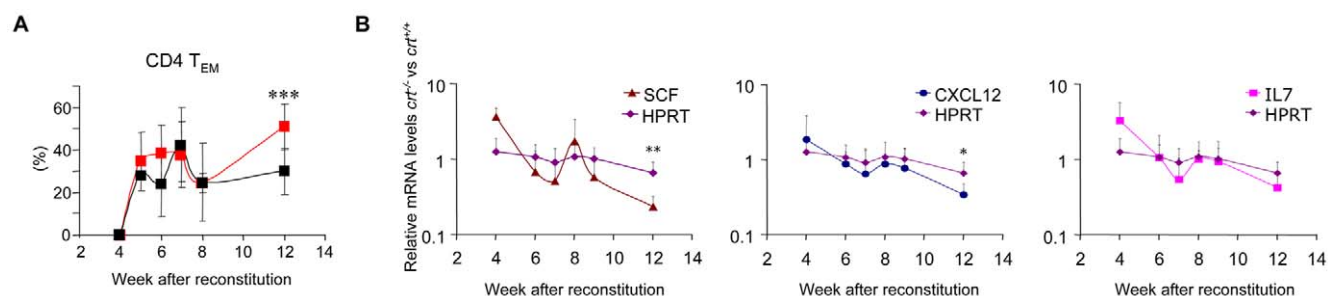 A
CD4 TEM
(%)
60
40
20
0
***
2 4 6 8 10 12 14
Week after reconstitution
B
Relative mRNA levels crt-/- vs crt+/+
10
1
0.1
SCF
HPRT
**
2 4 6 8 10 12 14
Week after reconstitution
10
1
0.1
CXCL12
HPRT
*
2 4 6 8 10 12 14
Week after reconstitution
10
1
0.1
IL7
HPRT
2 4 6 8 10 12 14
Week after reconstitution